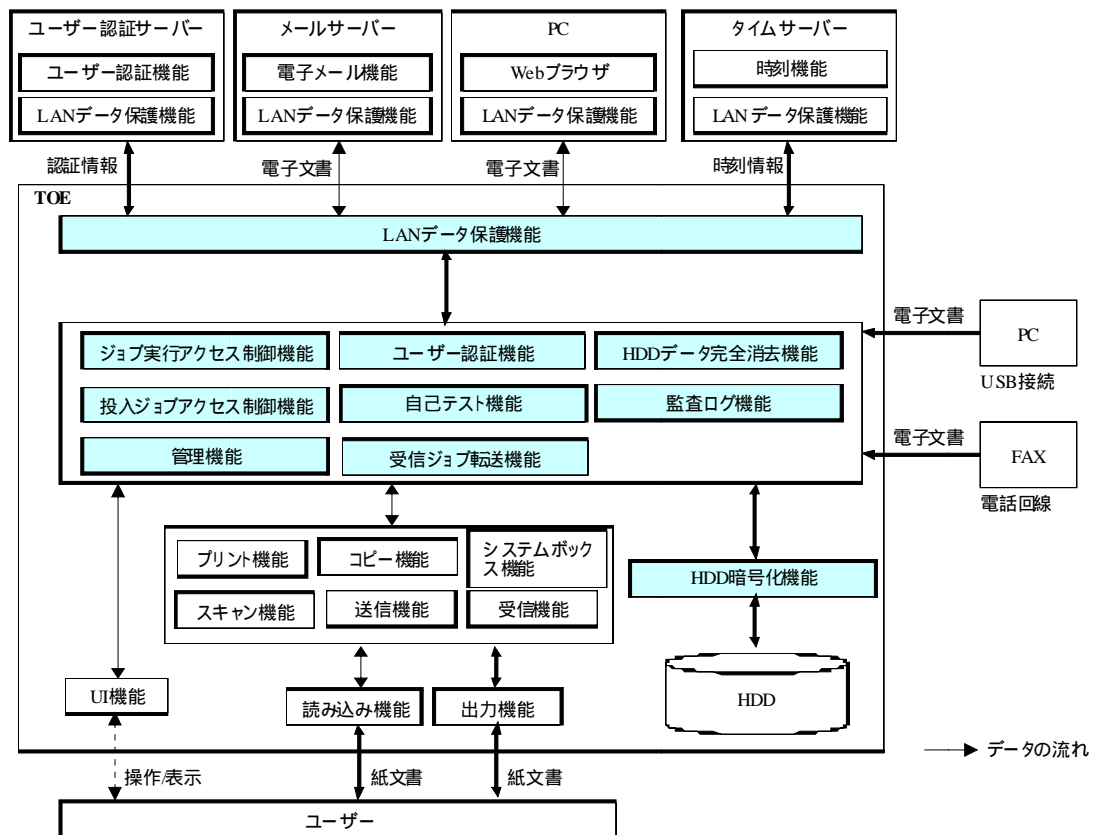 ユーザー認証サーバー
ユーザー認証機能
LANデータ保護機能
メールサーバー
電子メール機能
LANデータ保護機能
PC
Webブラウザ
LANデータ保護機能
タイムサーバー
時刻機能
LANデータ保護機能
認証情報
電子文書
電子文書
時刻情報
TOE
LANデータ保護機能
ジョブ実行アクセス制御機能
ユーザー認証機能
HDDデータ完全消去機能
投入ジョブアクセス制御機能
自己テスト機能
監査ログ機能
管理機能
受信ジョブ転送機能
電子文書
PC
USB接続
電子文書
FAX
電話回線
プリント機能
コピー機能
システムボック
ス機能
スキャン機能
送信機能
受信機能
HDD暗号化機能
HDD
UI機能
読み込み機能
出力機能
データの流れ
操作/表示
紙文書
紙文書
ユーザー